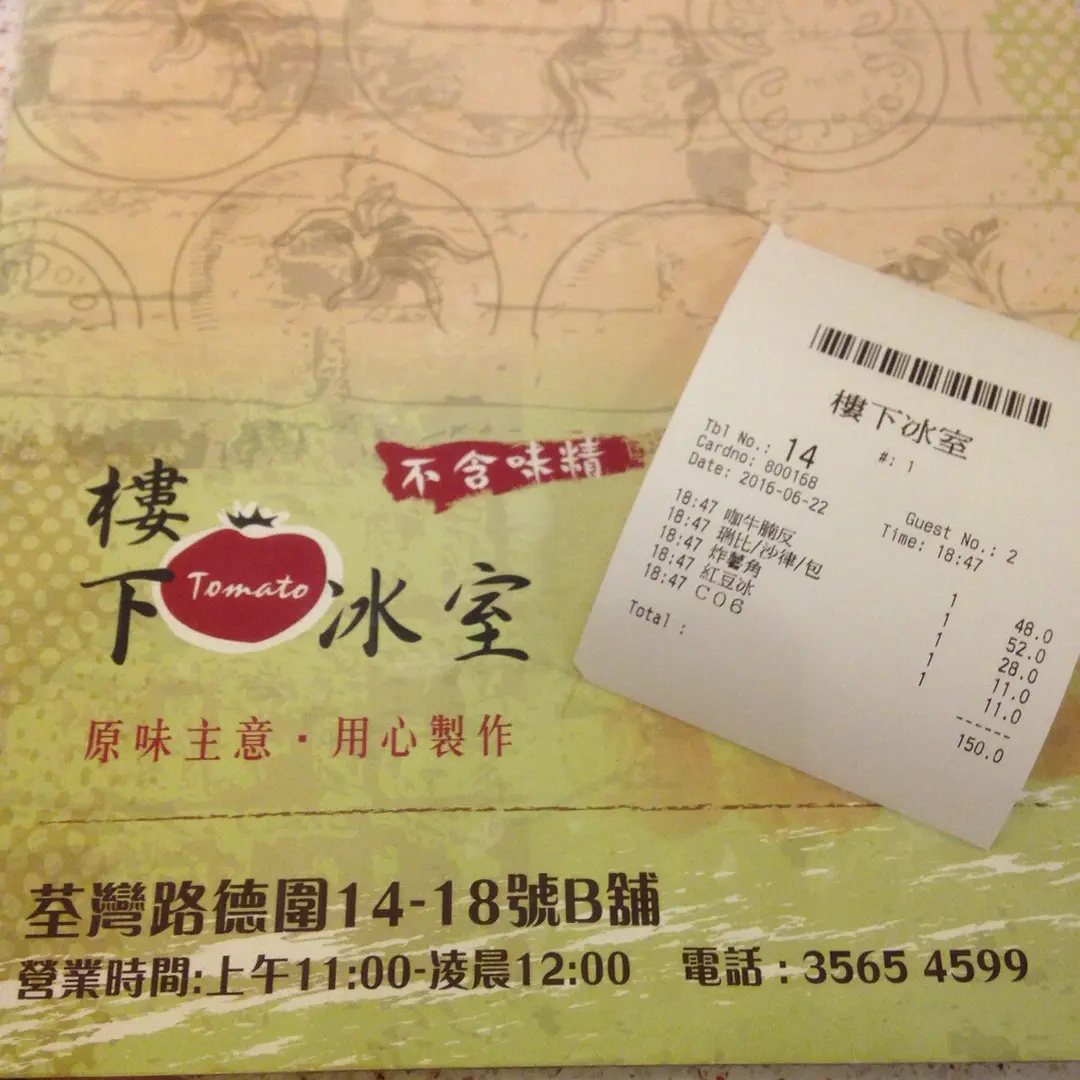 不含味精
樓
下 Tomato 冰室
原味主意·用心製作
荃灣路德圍14-18號B舖
營業時間:上午11:00-凌晨12:00 電話:3565 4599
樓下冰室
#: 1
Tbl No.: 14
Cardno: 800168 Guest No.: 2
Date: 2016-06-22 Time: 18:47
18:47 咖牛腩反 1 48.0
18:47 瑞比/沙律/包 1 52.0
18:47 炸薯角 1 28.0
18:47 紅豆冰 1 11.0
18:47 C06 1 11.0
------
Total : 150.0